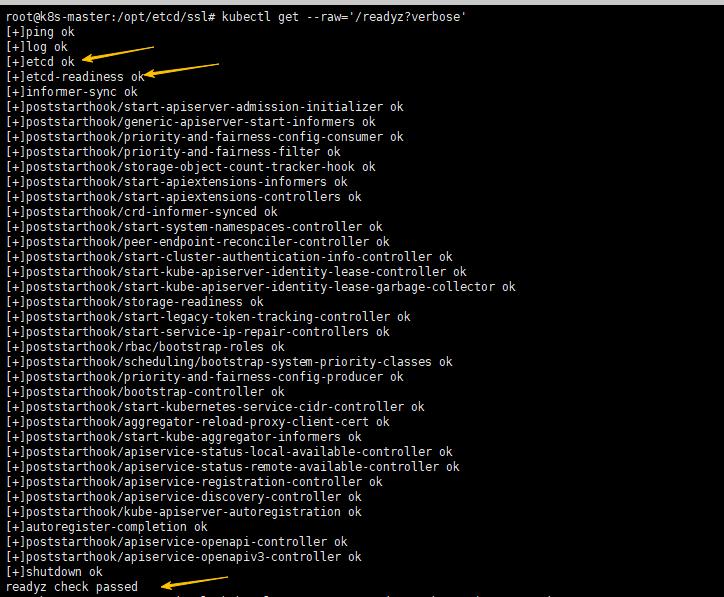 root@k8s-master:/opt/etcd/ssl# kubectl get --raw='/readyz?verbose'
[+]ping ok
[+]log ok
[+]etcd ok
[+]etcd-readiness ok
[+]informer-sync ok
[+]poststarthook/start-apiserver-admission-initializer ok
[+]poststarthook/generic-apiserver-start-informers ok
[+]poststarthook/priority-and-fairness-config-consumer ok
[+]poststarthook/priority-and-fairness-filter ok
[+]poststarthook/storage-object-count-tracker-hook ok
[+]poststarthook/start-apiextensions-informers ok
[+]poststarthook/start-apiextensions-controllers ok
[+]poststarthook/crd-informer-synced ok
[+]poststarthook/start-system-namespaces-controller ok
[+]poststarthook/peer-endpoint-reconciler-controller ok
[+]poststarthook/start-cluster-authentication-info-controller ok
[+]poststarthook/start-kube-apiserver-identity-lease-controller ok
[+]poststarthook/start-kube-apiserver-identity-lease-garbage-collector ok
[+]poststarthook/storage-readiness ok
[+]poststarthook/start-legacy-token-tracking-controller ok
[+]poststarthook/start-service-ip-repair-controllers ok
[+]poststarthook/rbac/bootstrap-roles ok
[+]poststarthook/scheduling/bootstrap-system-priority-classes ok
[+]poststarthook/priority-and-fairness-config-producer ok
[+]poststarthook/bootstrap-controller ok
[+]poststarthook/start-kubernetes-service-cidr-controller ok
[+]poststarthook/aggregator-reload-proxy-client-cert ok
[+]poststarthook/start-kube-aggregator-informers ok
[+]poststarthook/apiservice-status-local-available-controller ok
[+]poststarthook/apiservice-status-remote-available-controller ok
[+]poststarthook/apiservice-registration-controller ok
[+]poststarthook/apiservice-discovery-controller ok
[+]poststarthook/kube-apiserver-autoregistration ok
[+]autoregister-completion ok
[+]poststarthook/apiservice-openapi-controller ok
[+]poststarthook/apiservice-openapiv3-controller ok
[+]shutdown ok
readyz check passed